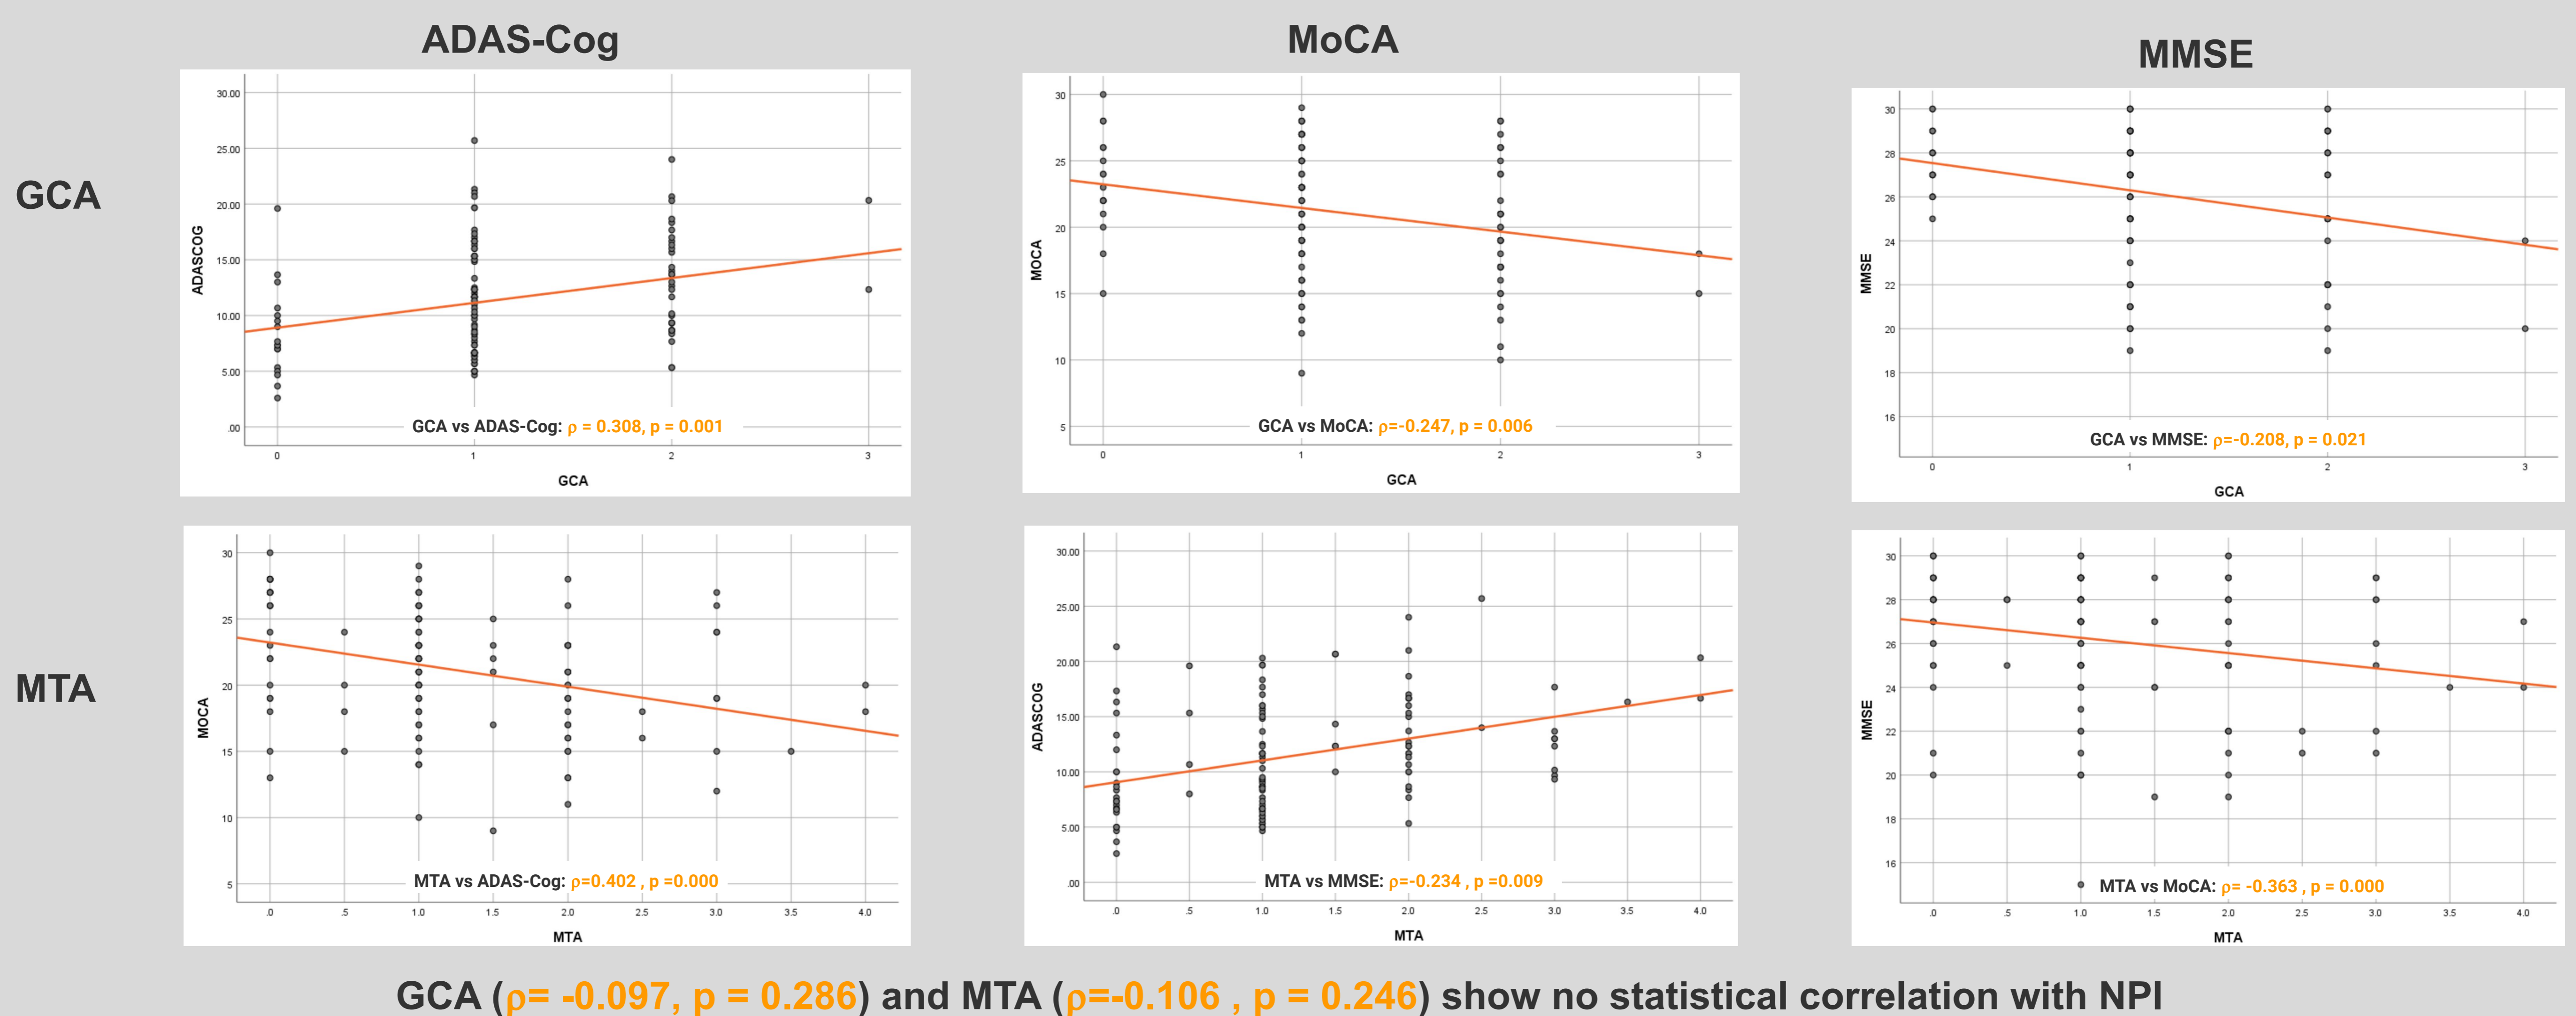 ADAS-Cog
MoCA
MMSE
GCA
30.00
25.00
20.00
15.00
10.00
5.00
.00
ADASCOG
GCA vs ADAS-Cog: ρ = 0.308, p = 0.001
0 1 2 3
GCA
30
25
20
15
10
5
MOCA
GCA vs MoCA: ρ=-0.247, p = 0.006
0 1 2 3
GCA
30
28
26
24
22
20
18
16
MMSE
GCA vs MMSE: ρ=-0.208, p = 0.021
0 1 2 3
GCA
MTA
30
25
20
15
10
5
MOCA
MTA vs ADAS-Cog: ρ=0.402 , p =0.000
.0 .5 1.0 1.5 2.0 2.5 3.0 3.5 4.0
MTA
30.00
25.00
20.00
15.00
10.00
5.00
.00
ADASCOG
MTA vs MMSE: ρ=-0.234 , p =0.009
.0 .5 1.0 1.5 2.0 2.5 3.0 3.5 4.0
MTA
30
28
26
24
22
20
18
16
MMSE
MTA vs MoCA: ρ= -0.363 , p = 0.000
.0 .5 1.0 1.5 2.0 2.5 3.0 3.5 4.0
MTA
GCA (ρ= -0.097, p = 0.286) and MTA (ρ=-0.106 , p = 0.246) show no statistical correlation with NPI